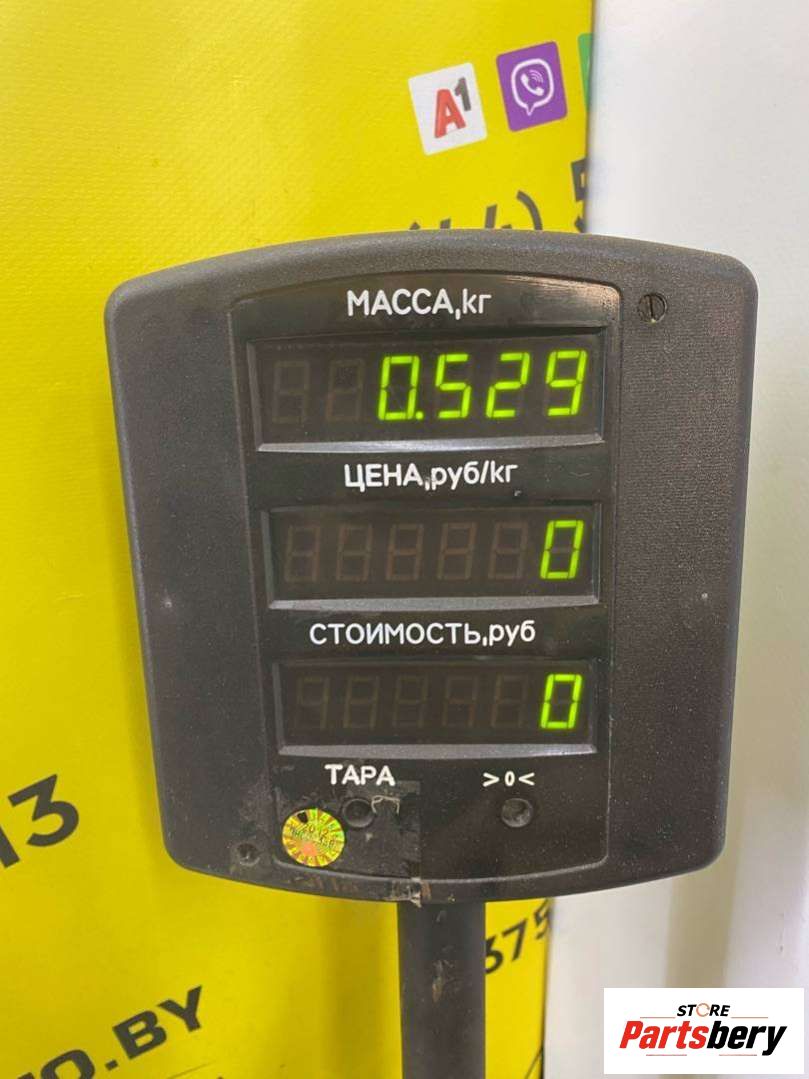 A1
МАССА,кг
0.529
ЦЕНА,руб/кг
0
СТОИМОСТЬ,руб
0
ТАРА >0<
2012
13
375
O.BY
STORE
Partsbery